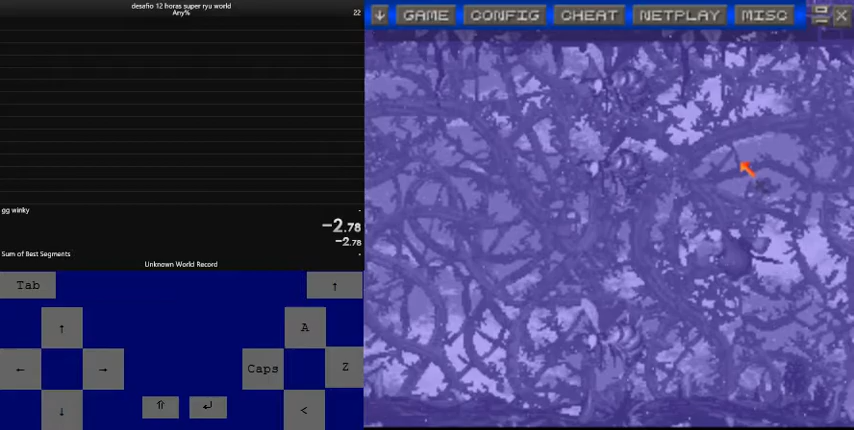 desafio 12 horas super ryu world
Any%
22
gg winky -
−2.78
−2.78
Sum of Best Segments -
Unknown World Record
Tab ↑
↑ A
← → Caps Z
↓ ⇧ ↵ <
↓ GAME CONFIG CHEAT NETPLAY MISC